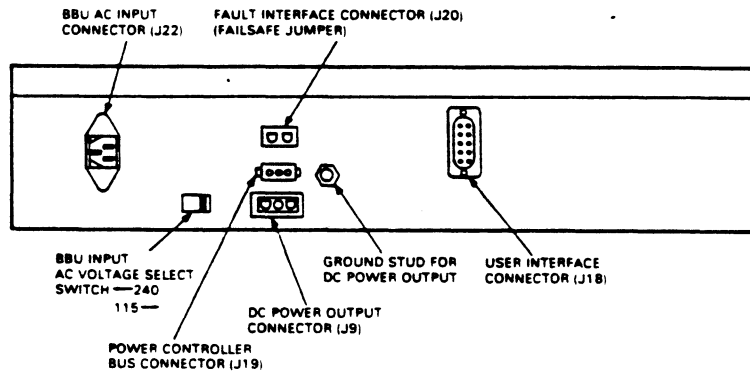 BBU AC INPUT
CONNECTOR (J22)
FAULT INTERFACE CONNECTOR (J20)
(FAILSAFE JUMPER)
BBU INPUT
AC VOLTAGE SELECT
SWITCH — 240
115 —
GROUND STUD FOR
DC POWER OUTPUT
USER INTERFACE
CONNECTOR (J18)
DC POWER OUTPUT
CONNECTOR (J9)
POWER CONTROLLER
BUS CONNECTOR (J19)